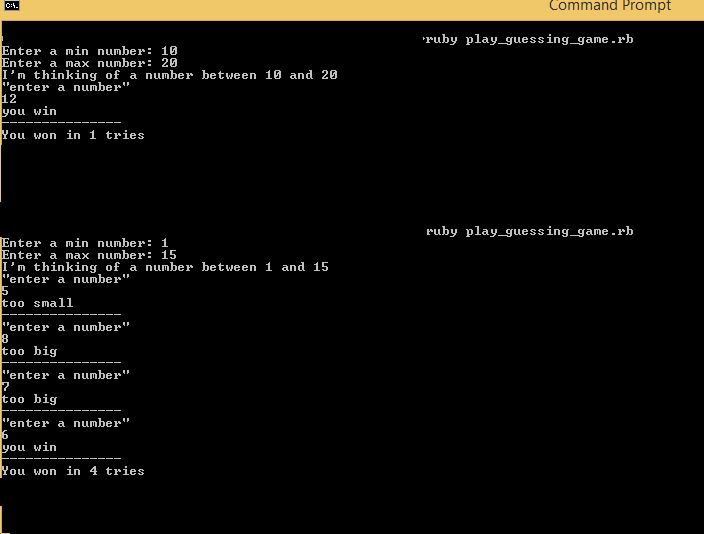 Command Prompt
ruby play_guessing_game.rb
Enter a min number: 10
Enter a max number: 20
I'm thinking of a number between 10 and 20
"enter a number"
12
you win
---------------
You won in 1 tries
ruby play_guessing_game.rb
Enter a min number: 1
Enter a max number: 15
I'm thinking of a number between 1 and 15
"enter a number"
5
too small
---------------
"enter a number"
8
too big
---------------
"enter a number"
7
too big
---------------
"enter a number"
6
you win
---------------
You won in 4 tries